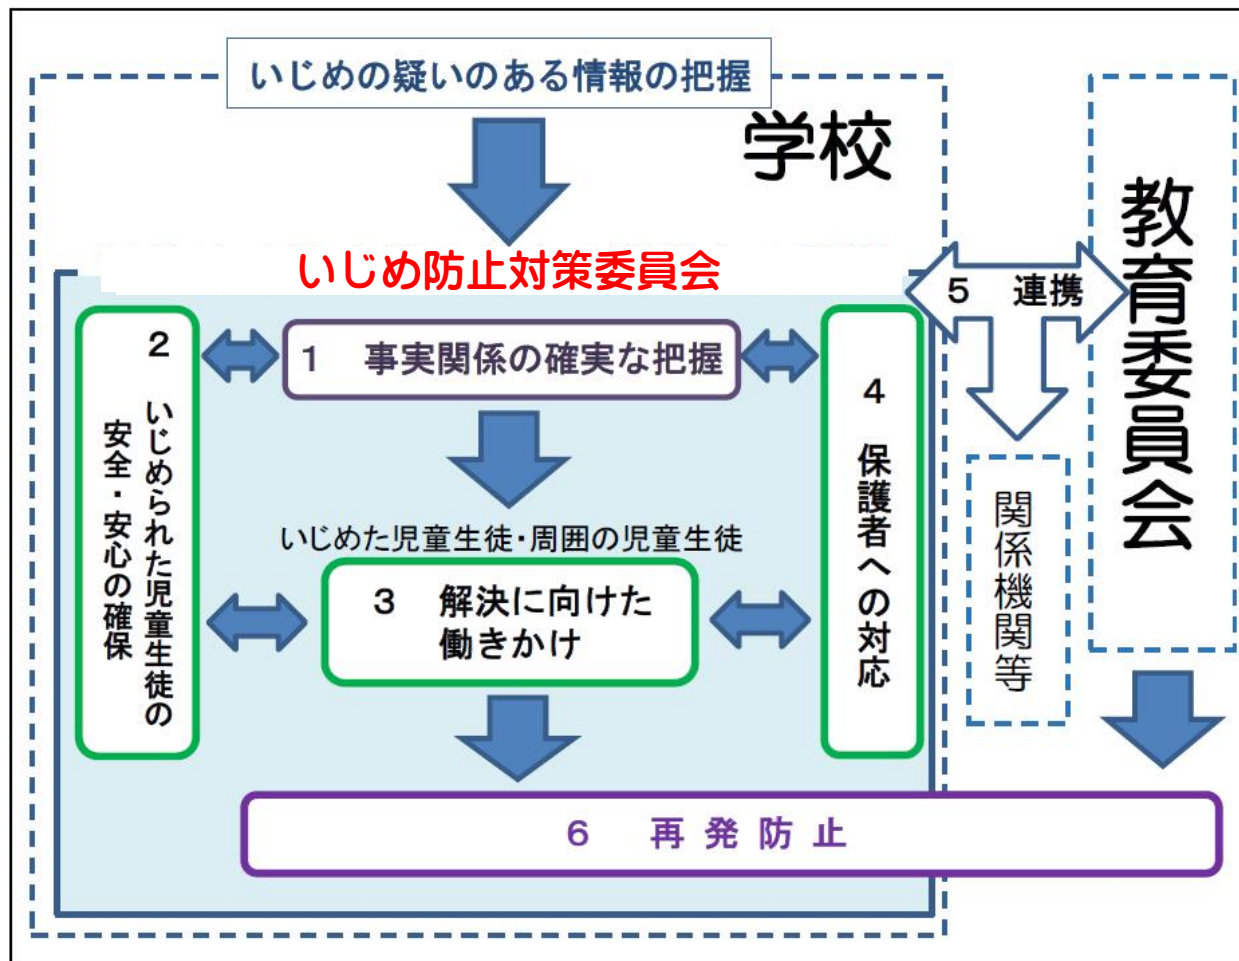 いじめの疑いのある情報の把握
学校
いじめ防止対策委員会
1　事実関係の確実な把握
2　いじめられた児童生徒の
安全・安心の確保
いじめた児童生徒・周囲の児童生徒
3　解決に向けた
働きかけ
4　保護者への対応
5　連携
関係機関等
教育委員会
6　再発防止